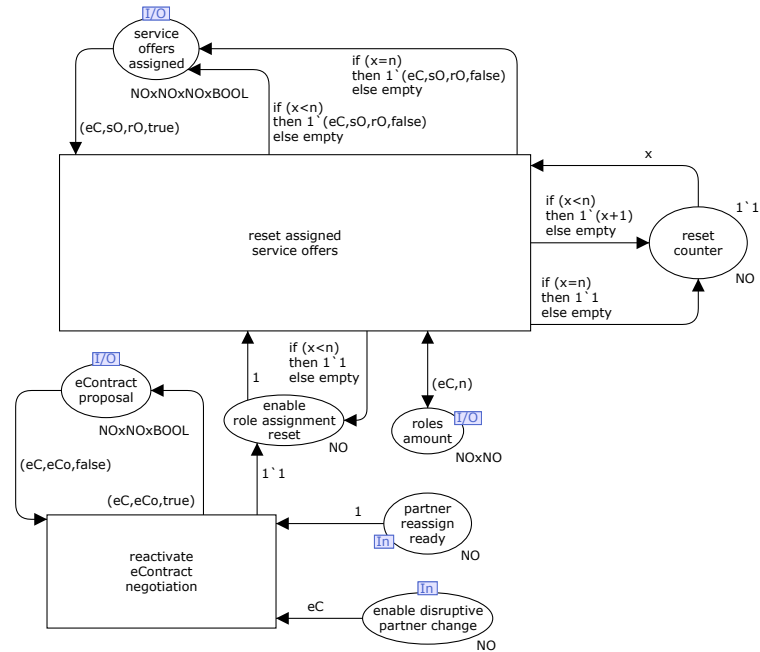 I/O
service
offers
assigned
NOxNOxNOxBOOL
(eC,sO,rO,true)
if (x<n)
then 1`(eC,sO,rO,false)
else empty
if (x=n)
then 1`(eC,sO,rO,false)
else empty
x
reset assigned
service offers
if (x<n)
then 1`(x+1)
else empty
1`1
reset
counter
NO
if (x=n)
then 1`1
else empty
1
if (x<n)
then 1`1
else empty
(eC,n)
I/O
eContract
proposal
NOxNOxBOOL
enable
role assignment
reset
NO
I/O
roles
amount
NOxNO
(eC,eCo,false)
(eC,eCo,true)
1`1
reactivate
eContract
negotiation
1
partner
reassign
ready
In
NO
eC
In
enable disruptive
partner change
NO